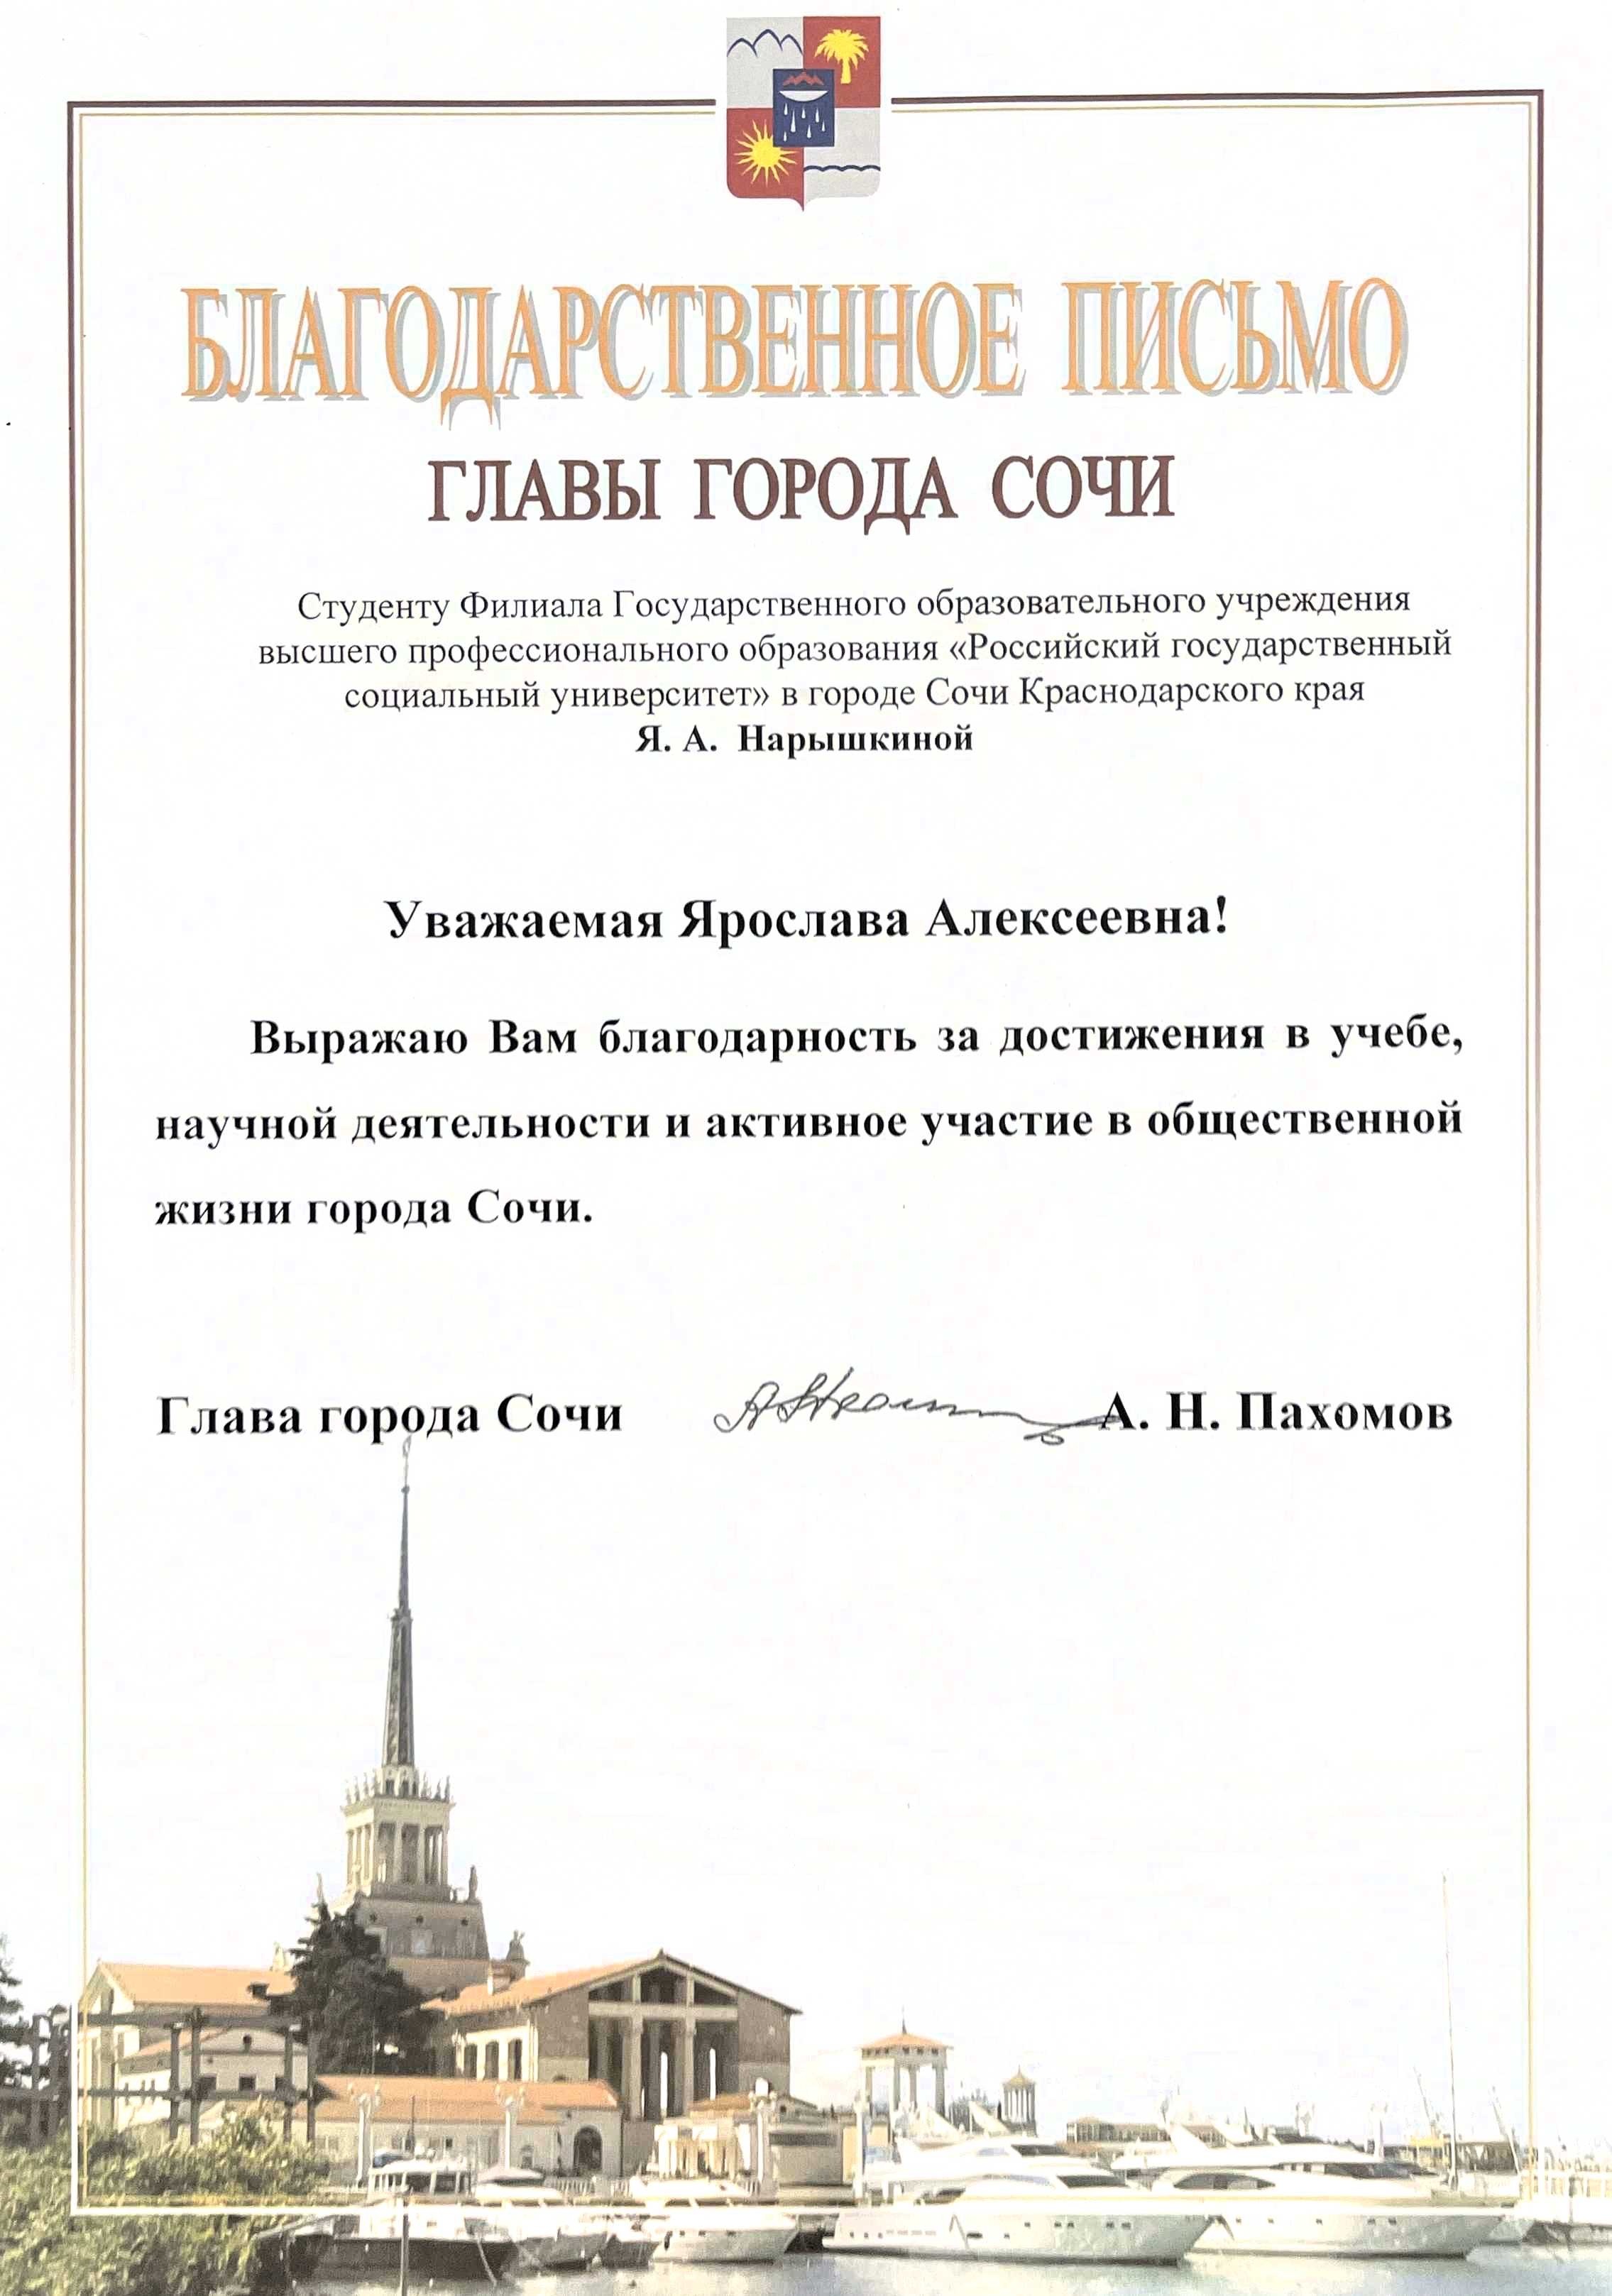 БЛАГОДАРСТВЕННОЕ ПИСЬМО
ГЛАВЫ ГОРОДА СОЧИ
Студенту Филиала Государственного образовательного учреждения
высшего профессионального образования «Российский государственный
социальный университет» в городе Сочи Краснодарского края
Я. А. Нарышкиной
Уважаемая Ярослава Алексеевна!
Выражаю Вам благодарность за достижения в учебе,
научной деятельности и активное участие в общественной
жизни города Сочи.
Глава города Сочи А. Н. Пахомов